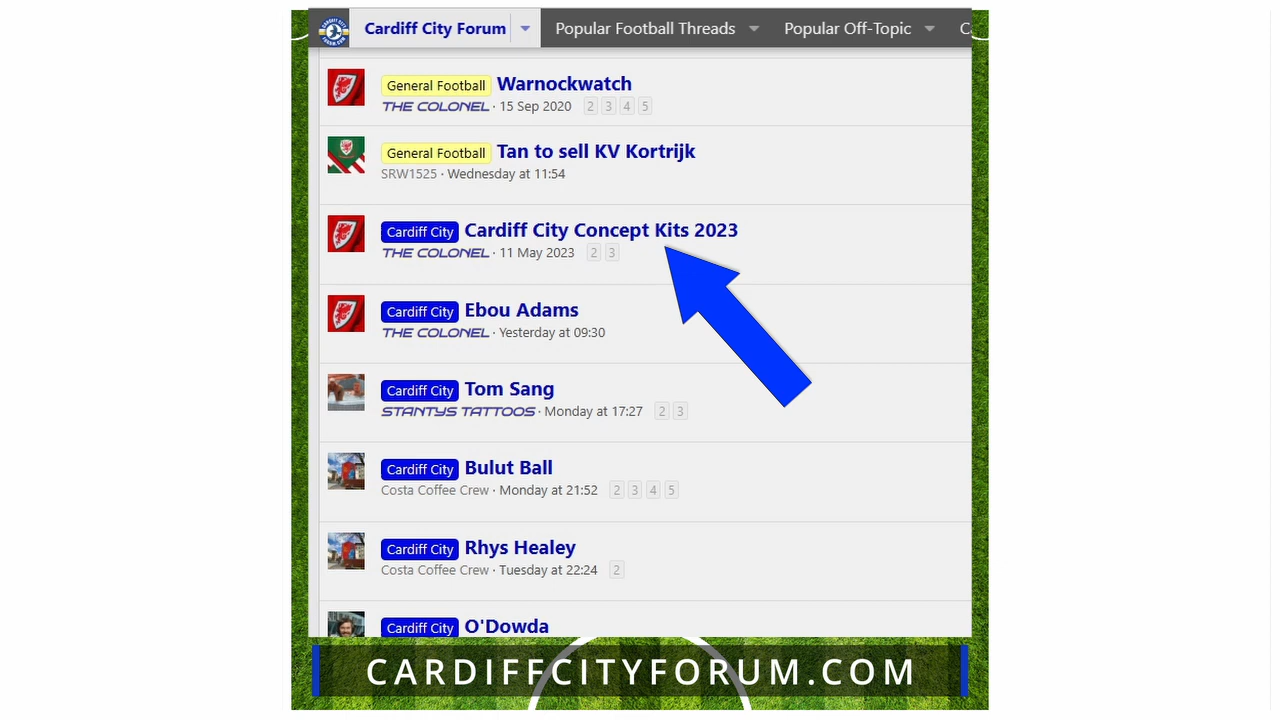 Cardiff City Forum Popular Football Threads Popular Off-Topic
General Football Warnockwatch
THE COLONEL · 15 Sep 2020 2 3 4 5
General Football Tan to sell KV Kortrijk
SRW1525 · Wednesday at 11:54
Cardiff City Cardiff City Concept Kits 2023
THE COLONEL · 11 May 2023 2 3
Cardiff City Ebou Adams
THE COLONEL · Yesterday at 09:30
Cardiff City Tom Sang
STANTYS TATTOOS · Monday at 17:27 2 3
Cardiff City Bulut Ball
Costa Coffee Crew · Monday at 21:52 2 3 4 5
Cardiff City Rhys Healey
Costa Coffee Crew · Tuesday at 22:24 2
Cardiff City O'Dowda
CARDIFFCITYFORUM.COM